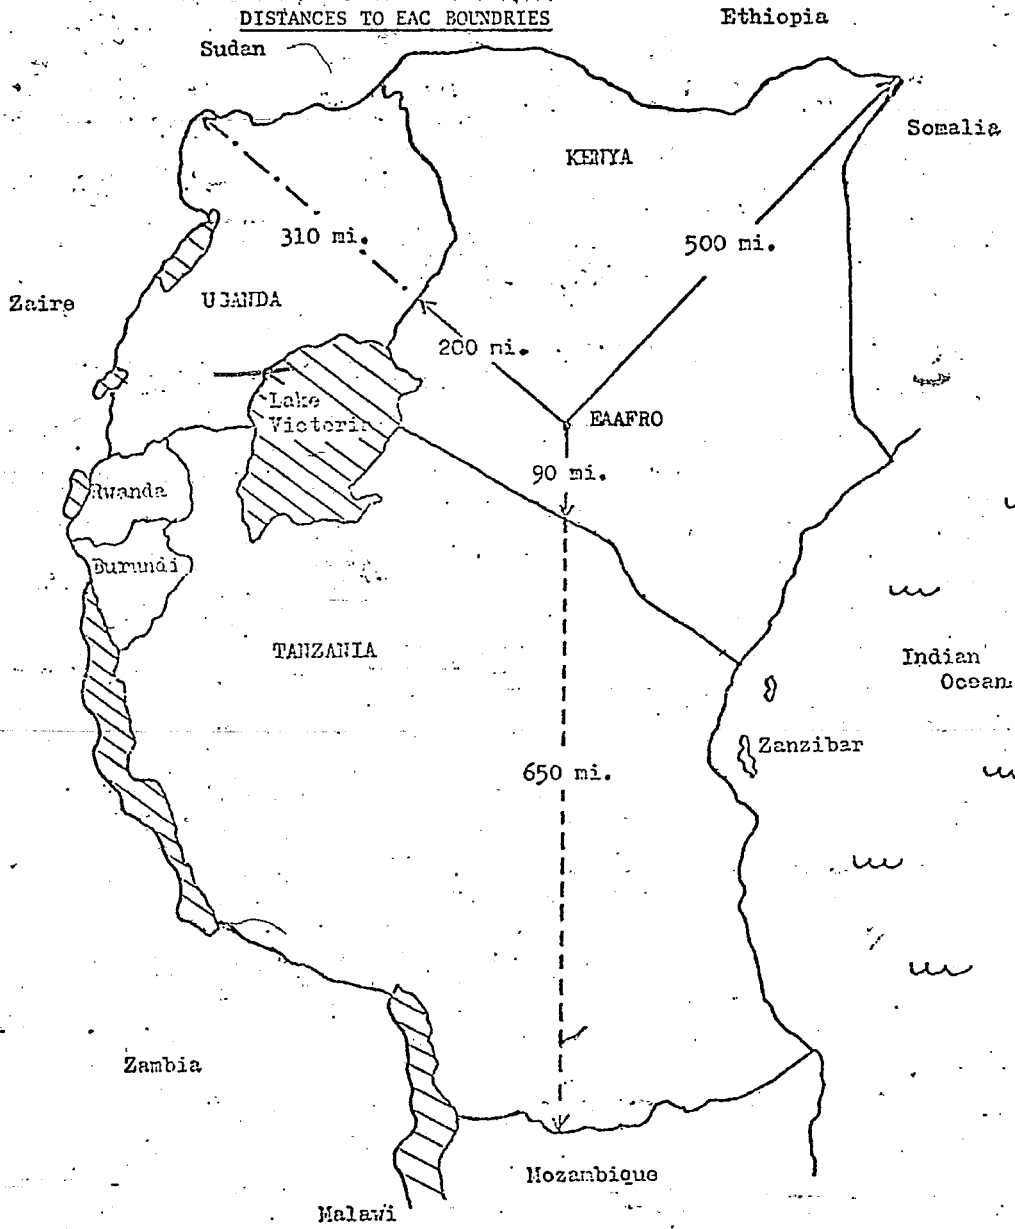 DISTANCES TO EAC BOUNDRIES
Ethiopia
Sudan
Somalia
KENYA
310 mi.
500 mi.
Zaire
UGANDA
200 mi.
Lake
Victoria
EAAFRO
90 mi.
Rwanda
Burundi
TANZANIA
Indian
Ocean
Zanzibar
650 mi.
Zambia
Mozambique
Malawi